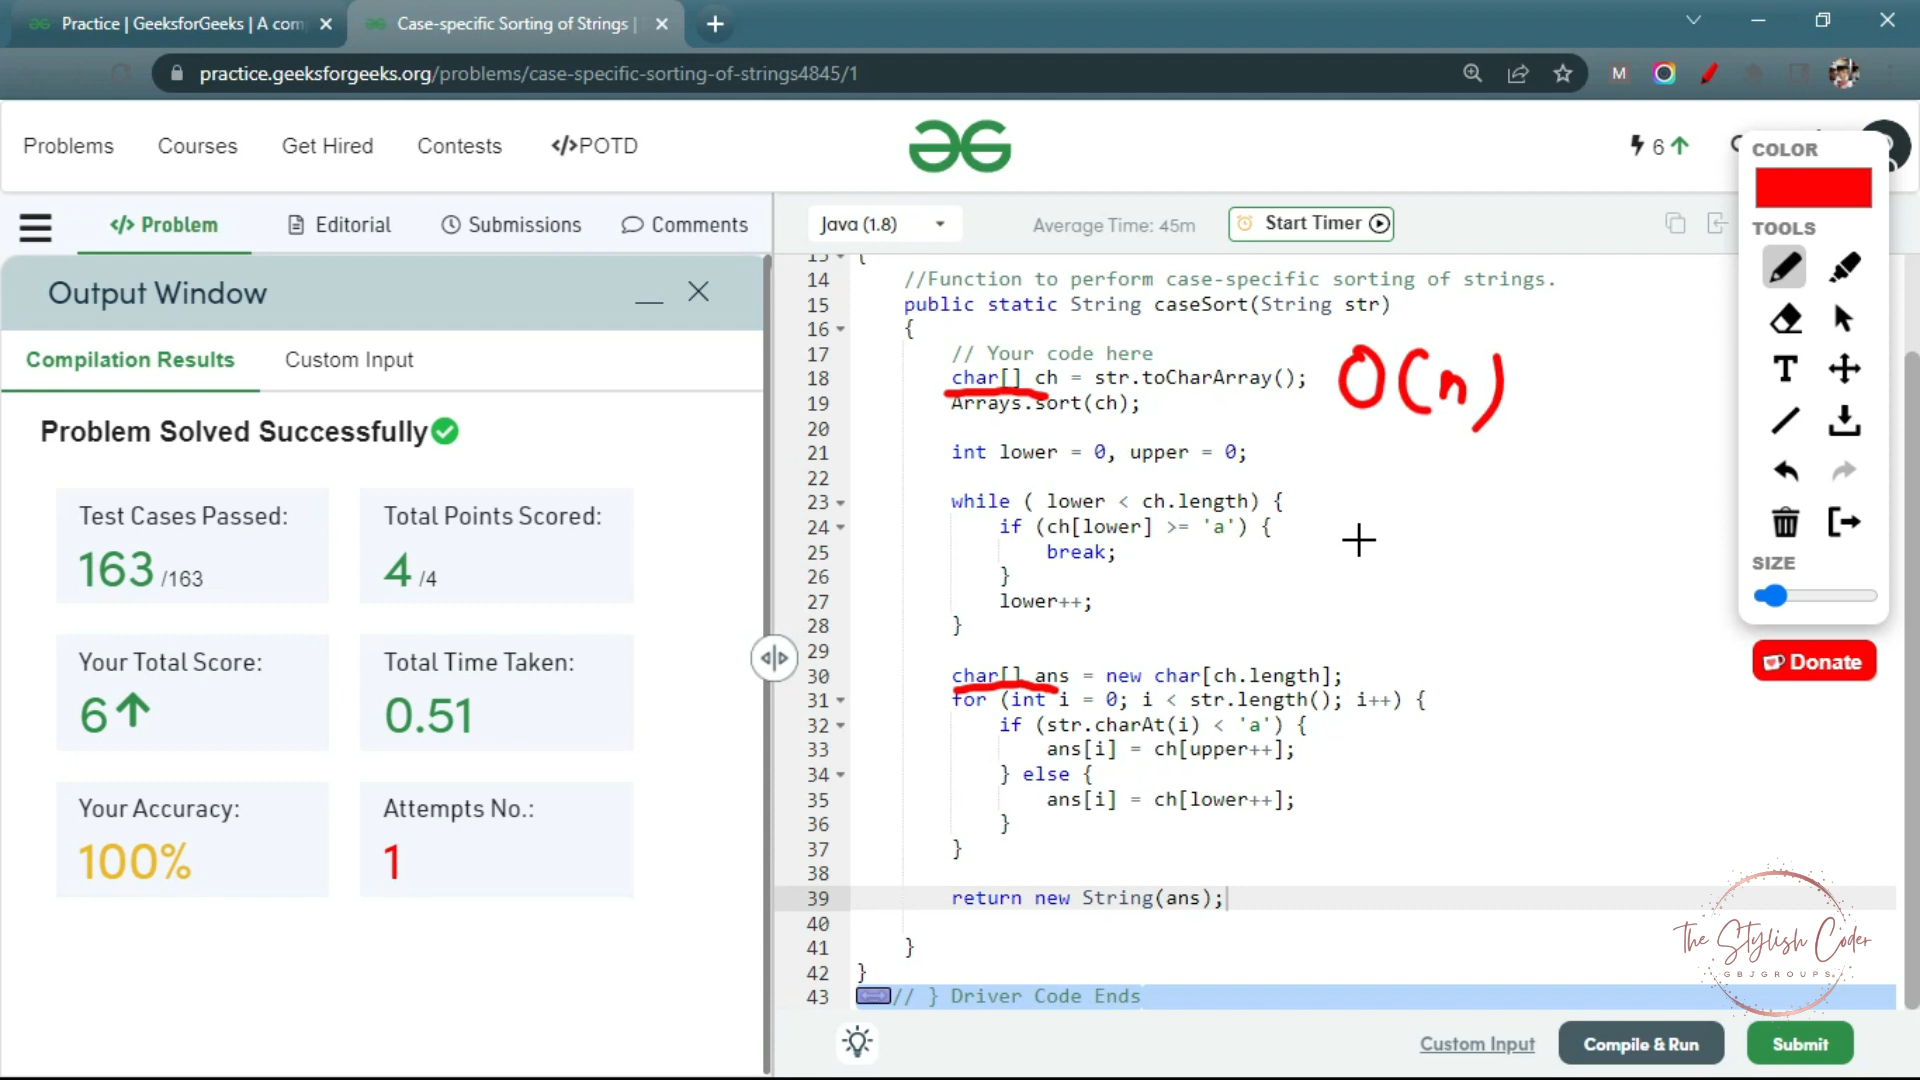 Practice | GeeksforGeeks | A com
Case-specific Sorting of Strings |
practice.geeksforgeeks.org/problems/case-specific-sorting-of-strings4845/1
M
Problems
Courses
Get Hired
Contests
</>POTD
6
</> Problem
Editorial
Submissions
Comments
Java (1.8)
Average Time: 45m
Start Timer
Output Window
Compilation Results
Custom Input
Problem Solved Successfully
Test Cases Passed:
163 /163
Total Points Scored:
4 /4
Your Total Score:
6
Total Time Taken:
0.51
Your Accuracy:
100%
Attempts No.:
1
{
14 //Function to perform case-specific sorting of strings.
15 public static String caseSort(String str)
16 {
17 // Your code here
18 char[] ch = str.toCharArray();
19 Arrays.sort(ch);
20
21 int lower = 0, upper = 0;
22
23 while ( lower < ch.length) {
24 if (ch[lower] >= 'a') {
25 break;
26 }
27 lower++;
28 }
29
30 char[] ans = new char[ch.length];
31 for (int i = 0; i < str.length(); i++) {
32 if (str.charAt(i) < 'a') {
33 ans[i] = ch[upper++];
34 } else {
35 ans[i] = ch[lower++];
36 }
37 }
38
39 return new String(ans);
40
41 }
42 }
43 // } Driver Code Ends
O(n)
COLOR
TOOLS
T
SIZE
Donate
The Stylish Coder
GBJGROUPS
Custom Input
Compile & Run
Submit